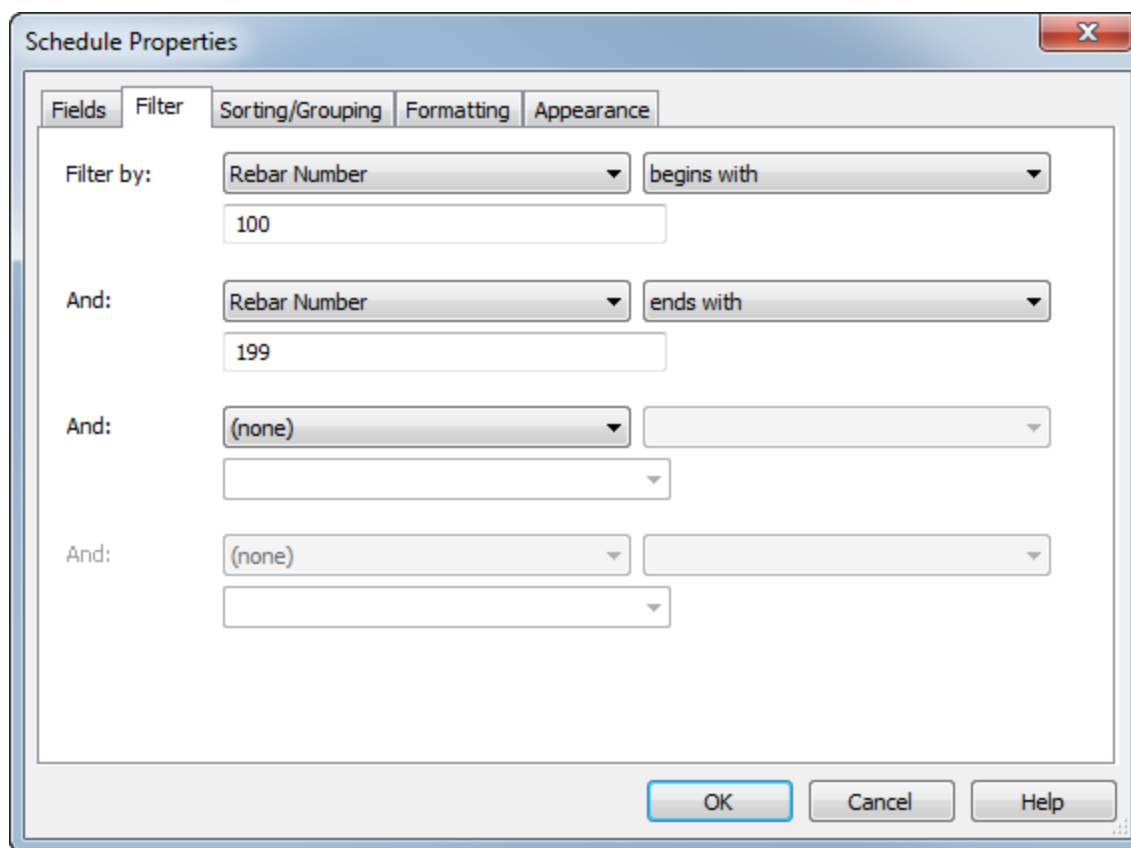 Schedule Properties
Fields Filter Sorting/Grouping Formatting Appearance
Filter by: Rebar Number begins with
100
And: Rebar Number ends with
199
And: (none)
And: (none)
OK Cancel Help